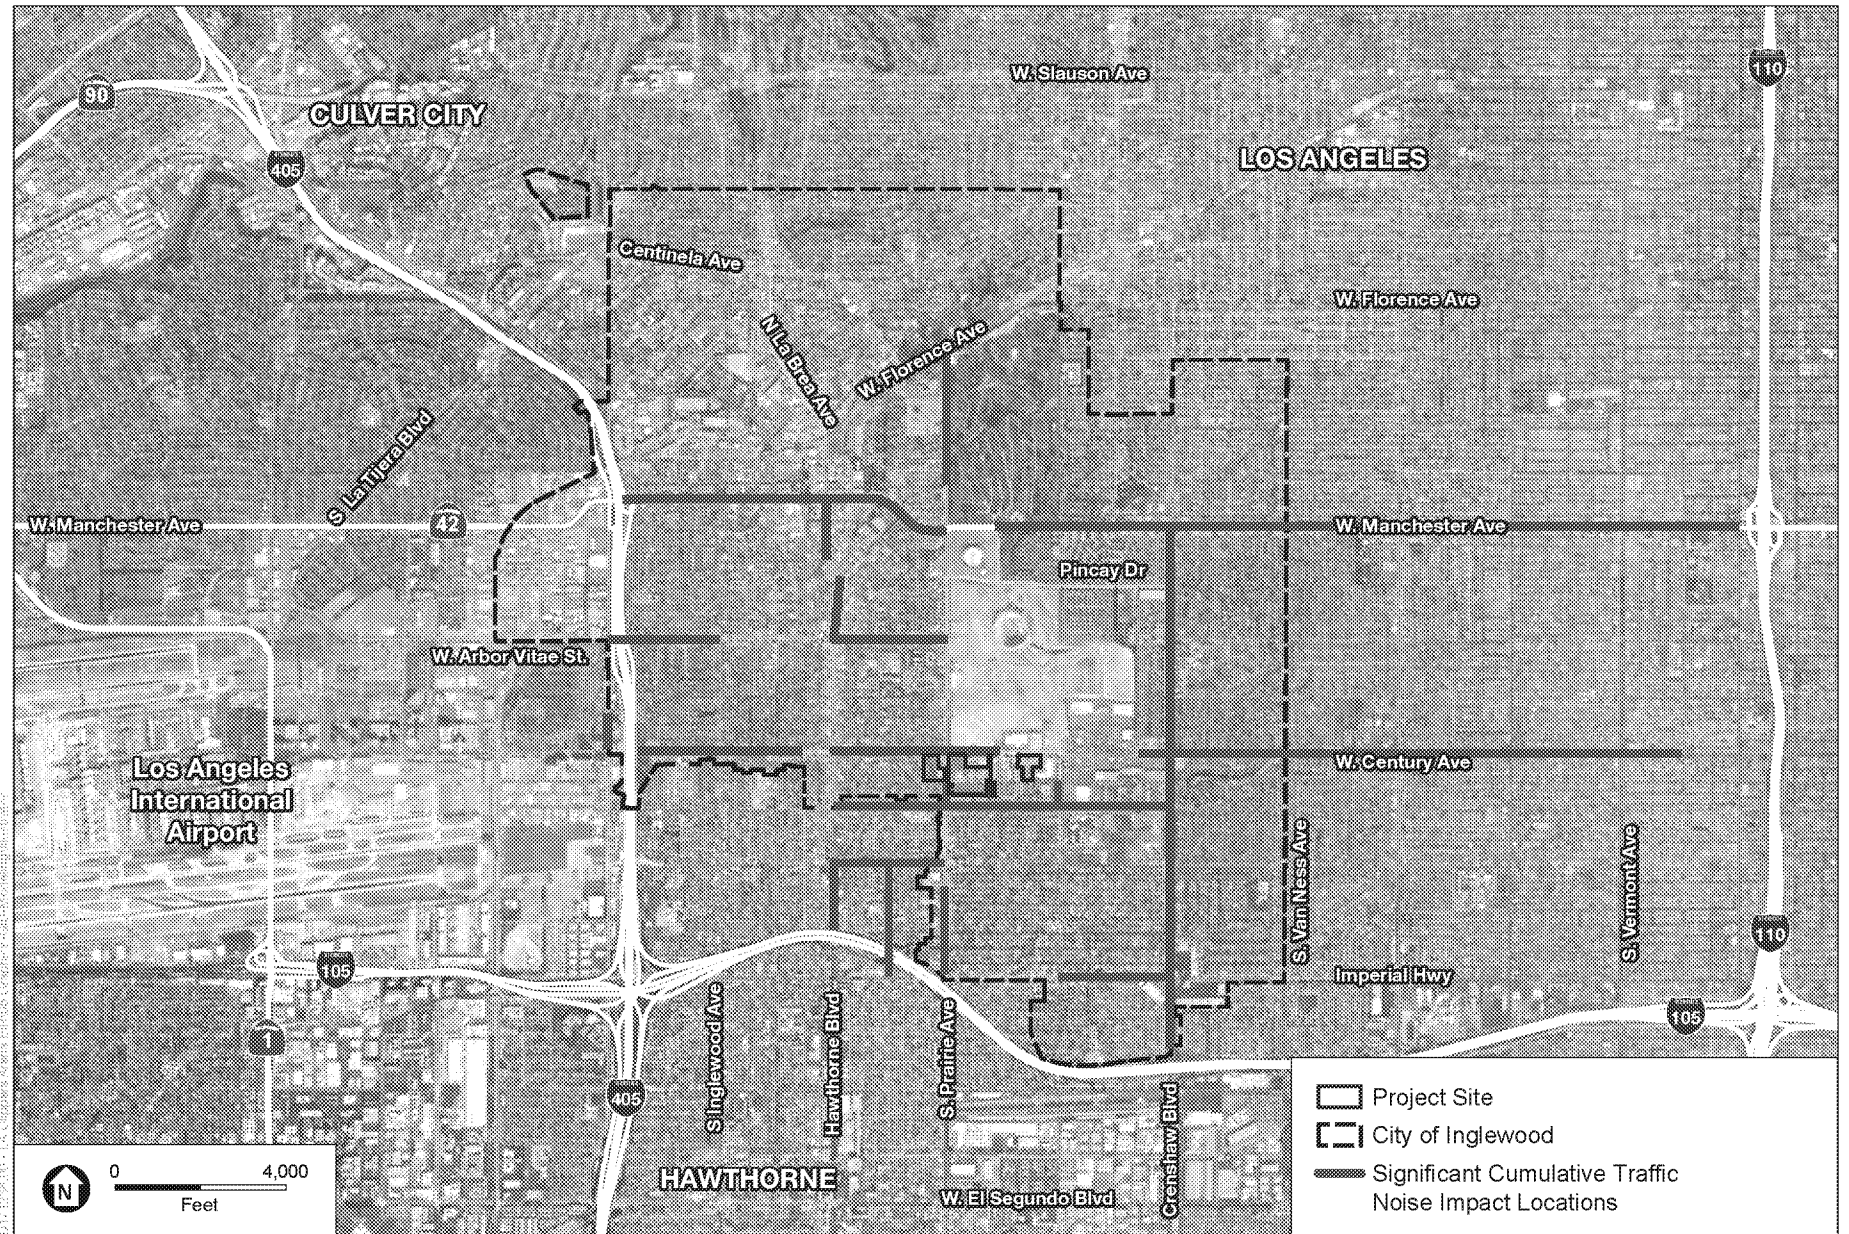 W. Slauson Ave
110
90
CULVER CITY
LOS ANGELES
405
Centinela Ave
W. Florence Ave
N La Brea Ave
W. Florence Ave
S La Tijera Blvd
W. Manchester Ave
42
W. Manchester Ave
Pincay Dr
W. Arbor Vitae St.
Los Angeles
International
Airport
W. Century Ave
S. Van Ness Ave
S. Vermont Ave
110
105
Imperial Hwy
105
1
S Inglewood Ave
Hawthorne Blvd
S. Prairie Ave
Crenshaw Blvd
405
HAWTHORNE
W. El Segundo Blvd
N
0 4,000
Feet
Project Site
City of Inglewood
Significant Cumulative Traffic
Noise Impact Locations